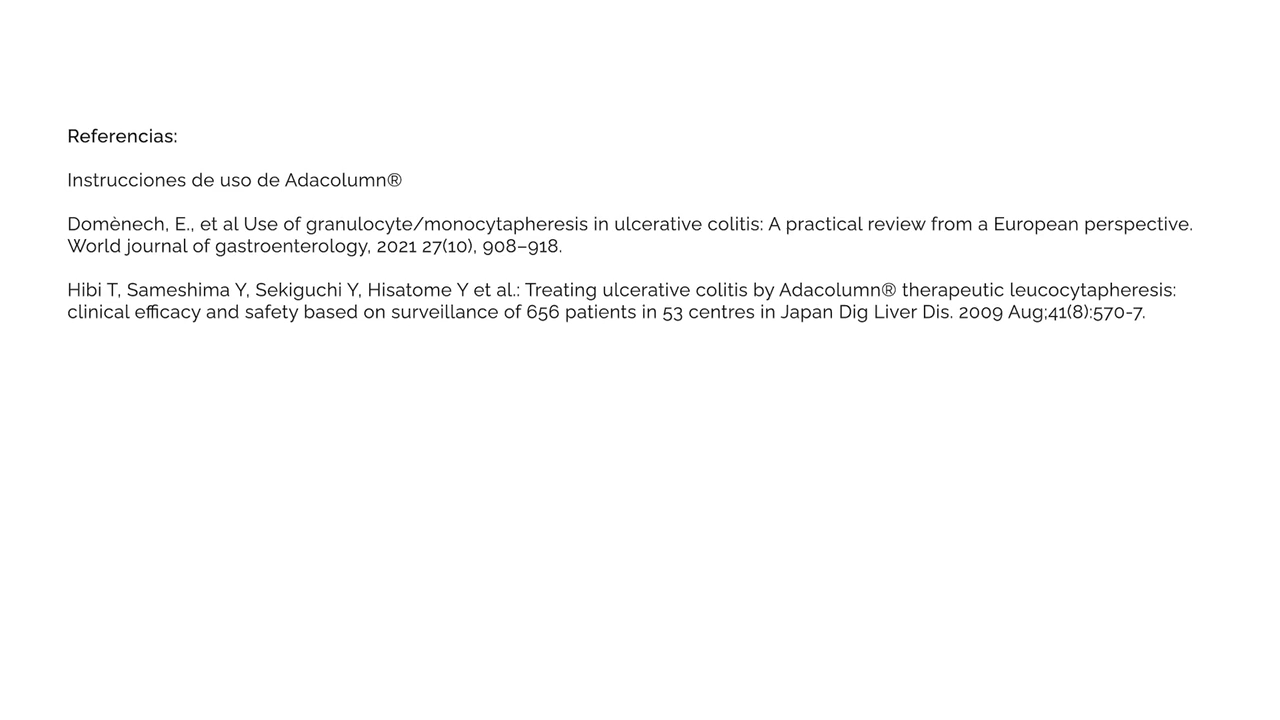 Referencias:
Instrucciones de uso de Adacolumn®
Domènech, E., et al Use of granulocyte/monocytapheresis in ulcerative colitis: A practical review from a European perspective.
World journal of gastroenterology, 2021 27(10), 908–918.
Hibi T, Sameshima Y, Sekiguchi Y, Hisatome Y et al.: Treating ulcerative colitis by Adacolumn® therapeutic leucocytapheresis:
clinical efficacy and safety based on surveillance of 656 patients in 53 centres in Japan Dig Liver Dis. 2009 Aug;41(8):570-7.